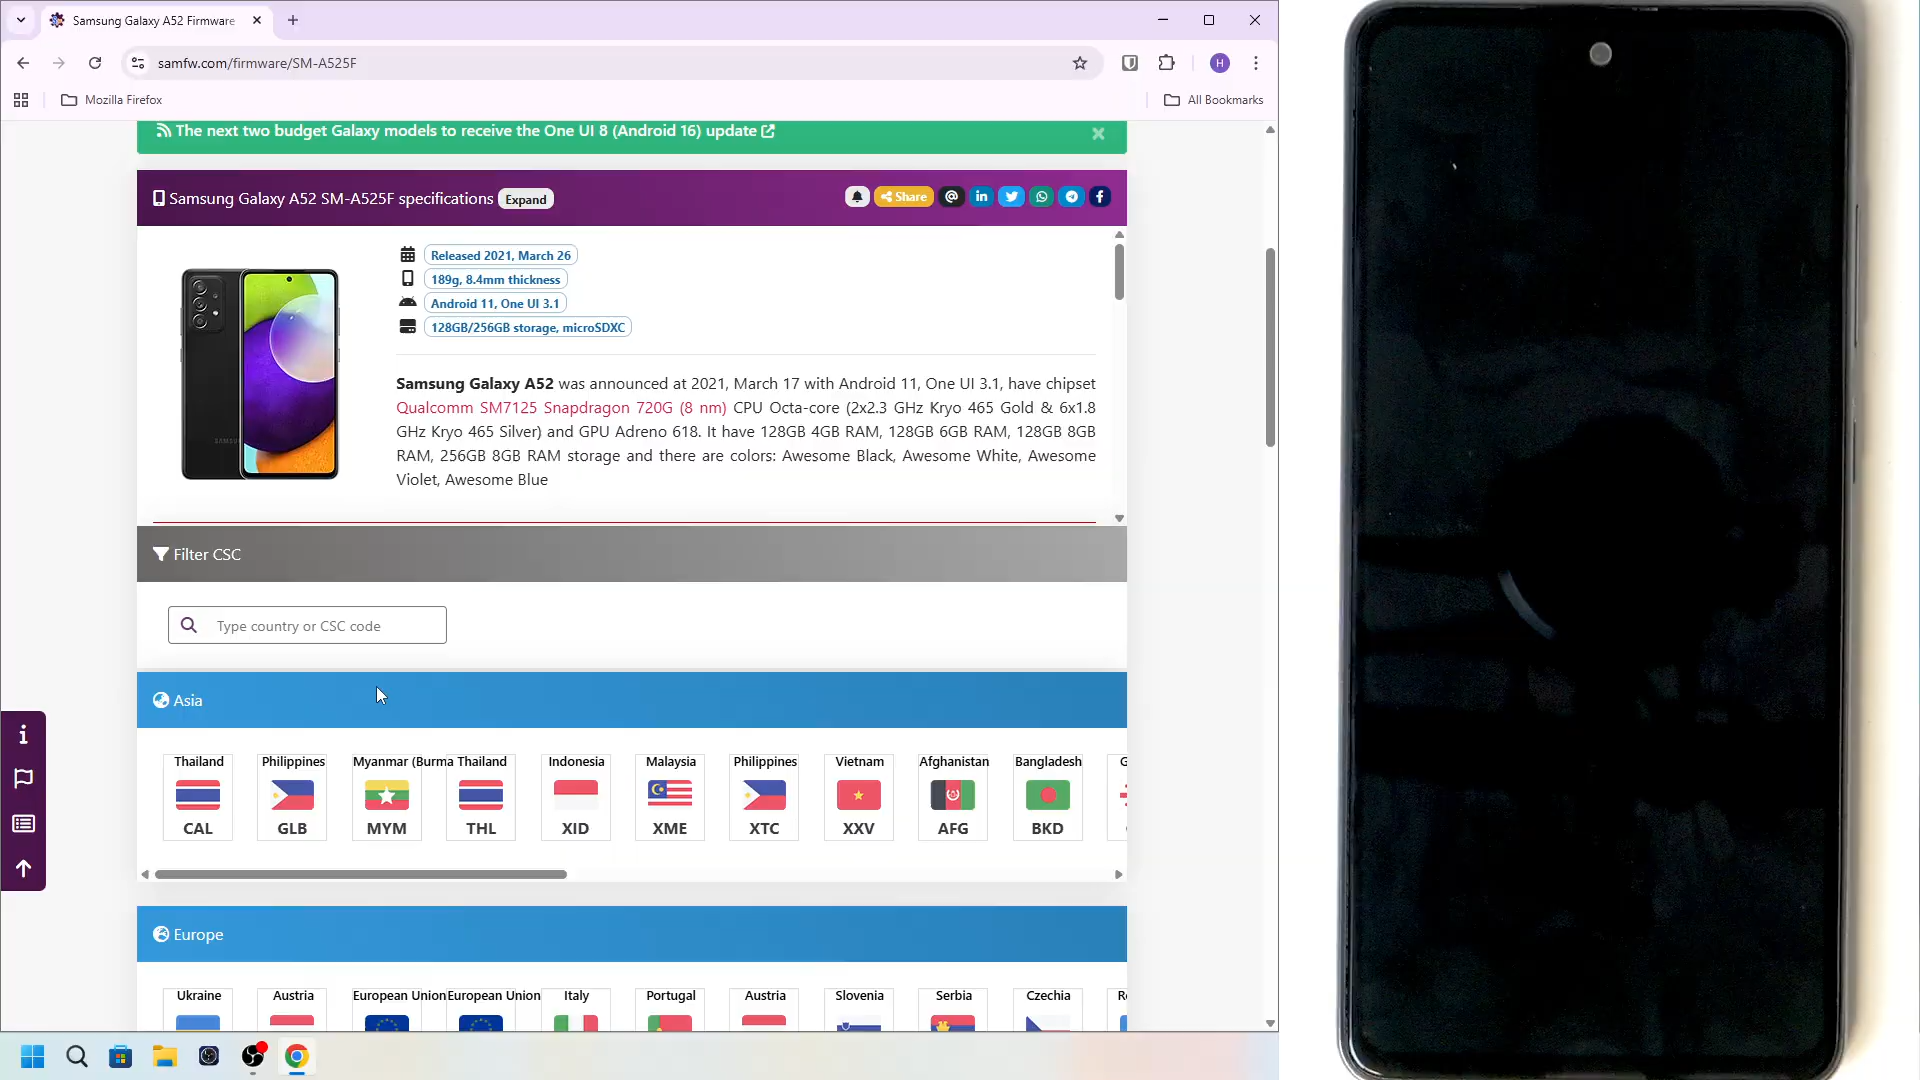 Samsung Galaxy A52 Firmware
samfw.com/firmware/SM-A525F
H
Mozilla Firefox
All Bookmarks
The next two budget Galaxy models to receive the One UI 8 (Android 16) update
Samsung Galaxy A52 SM-A525F specifications Expand
Share
Released 2021, March 26
189g, 8.4mm thickness
Android 11, One UI 3.1
128GB/256GB storage, microSDXC
Samsung Galaxy A52 was announced at 2021, March 17 with Android 11, One UI 3.1, have chipset
Qualcomm SM7125 Snapdragon 720G (8 nm) CPU Octa-core (2x2.3 GHz Kryo 465 Gold & 6x1.8
GHz Kryo 465 Silver) and GPU Adreno 618. It have 128GB 4GB RAM, 128GB 6GB RAM, 128GB 8GB
RAM, 256GB 8GB RAM storage and there are colors: Awesome Black, Awesome White, Awesome
Violet, Awesome Blue
Filter CSC
Type country or CSC code
Asia
Thailand Philippines Myanmar (Burma Thailand Indonesia Malaysia Philippines Vietnam Afghanistan Bangladesh G
CAL GLB MYM THL XID XME XTC XXV AFG BKD
Europe
Ukraine Austria European Union European Union Italy Portugal Austria Slovenia Serbia Czechia R